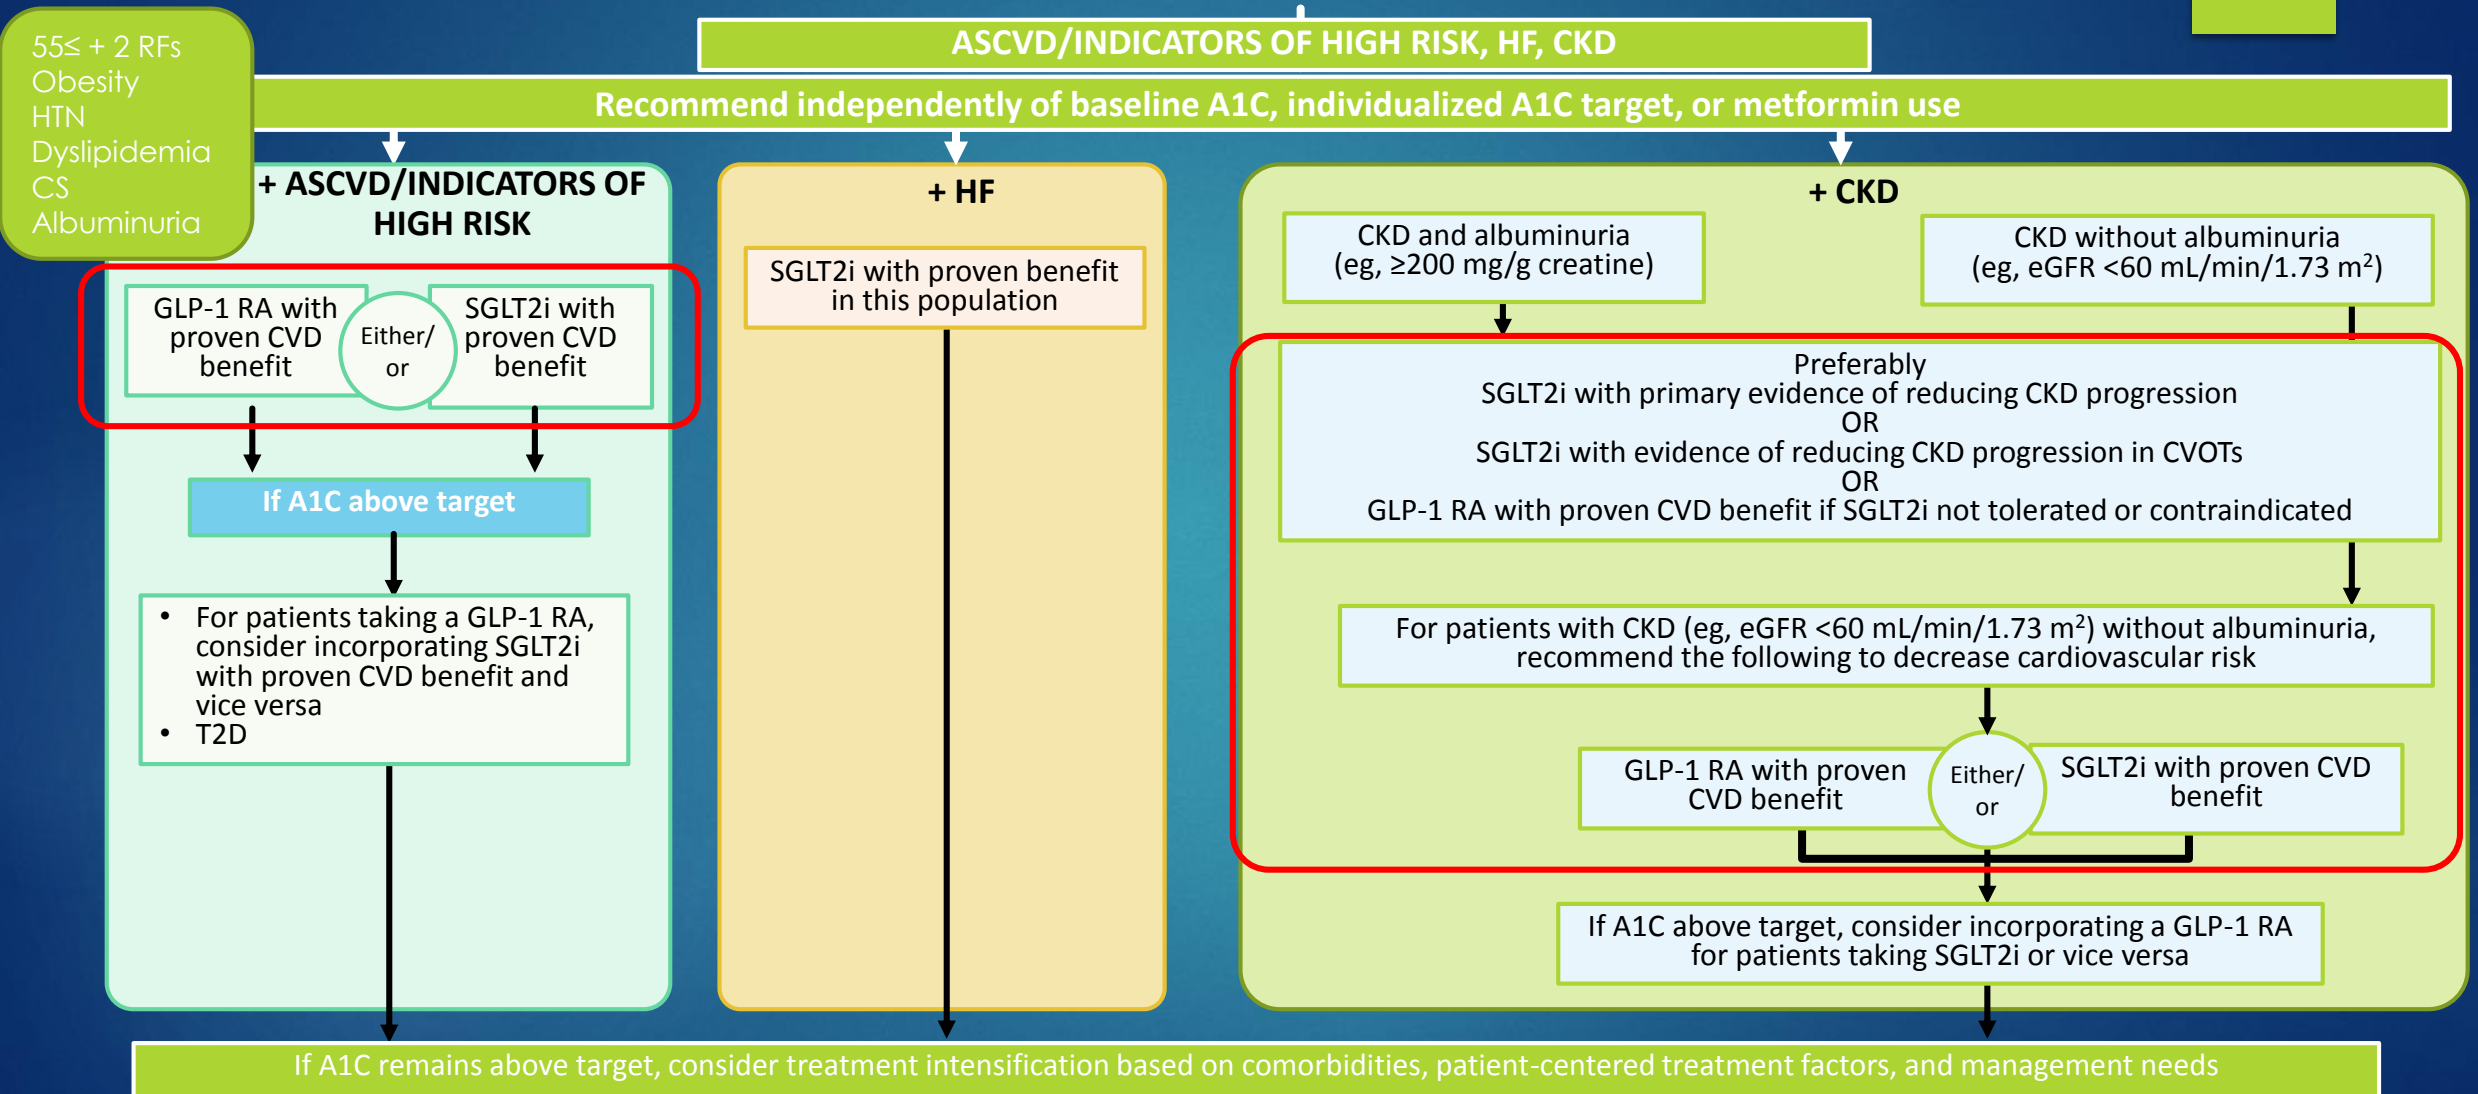 55≤ + 2 RFs
Obesity
HTN
Dyslipidemia
CS
Albuminuria
ASCVD/INDICATORS OF HIGH RISK, HF, CKD
Recommend independently of baseline A1C, individualized A1C target, or metformin use
+ ASCVD/INDICATORS OF
HIGH RISK
GLP-1 RA with
proven CVD
benefit
Either/
or
SGLT2i with
proven CVD
benefit
If A1C above target
• For patients taking a GLP-1 RA,
consider incorporating SGLT2i
with proven CVD benefit and
vice versa
• T2D
+ HF
SGLT2i with proven benefit
in this population
+ CKD
CKD and albuminuria
(eg, ≥200 mg/g creatine)
CKD without albuminuria
(eg, eGFR <60 mL/min/1.73 m²)
Preferably
SGLT2i with primary evidence of reducing CKD progression
OR
SGLT2i with evidence of reducing CKD progression in CVOTs
OR
GLP-1 RA with proven CVD benefit if SGLT2i not tolerated or contraindicated
For patients with CKD (eg, eGFR <60 mL/min/1.73 m²) without albuminuria,
recommend the following to decrease cardiovascular risk
GLP-1 RA with proven
CVD benefit
Either/
or
SGLT2i with proven CVD
benefit
If A1C above target, consider incorporating a GLP-1 RA
for patients taking SGLT2i or vice versa
If A1C remains above target, consider treatment intensification based on comorbidities, patient-centered treatment factors, and management needs